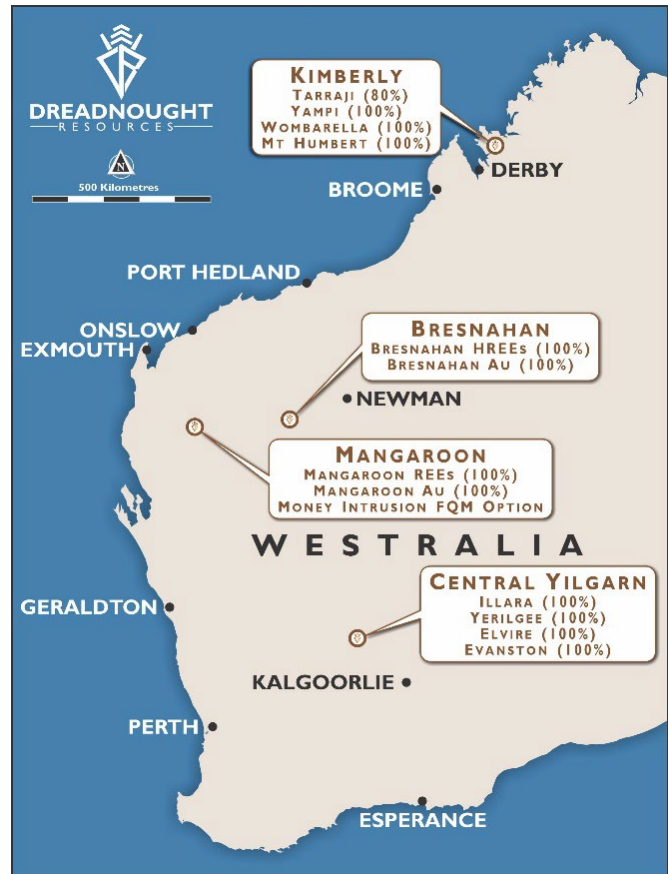 DREADNOUGHT
RESOURCES
N
500 Kilometres
KIMBERLY
TARRAJI (80%)
YAMPI (100%)
WOMBARELLA (100%)
MT HUMBERT (100%)
DERBY
BROOME
PORT HEDLAND
ONSLOW
EXMOUTH
BRESNAHAN
BRESNAHAN HREEs (100%)
BRESNAHAN AU (100%)
NEWMAN
MANGAROON
MANGAROON REEs (100%)
MANGAROON AU (100%)
MONEY INTRUSION FQM OPTION
WESTRALIA
CENTRAL YILGARN
ILLARA (100%)
YERILGEE (100%)
ELVIRE (100%)
EVANSTON (100%)
GERALDTON
KALGOORLIE
PERTH
ESPERANCE